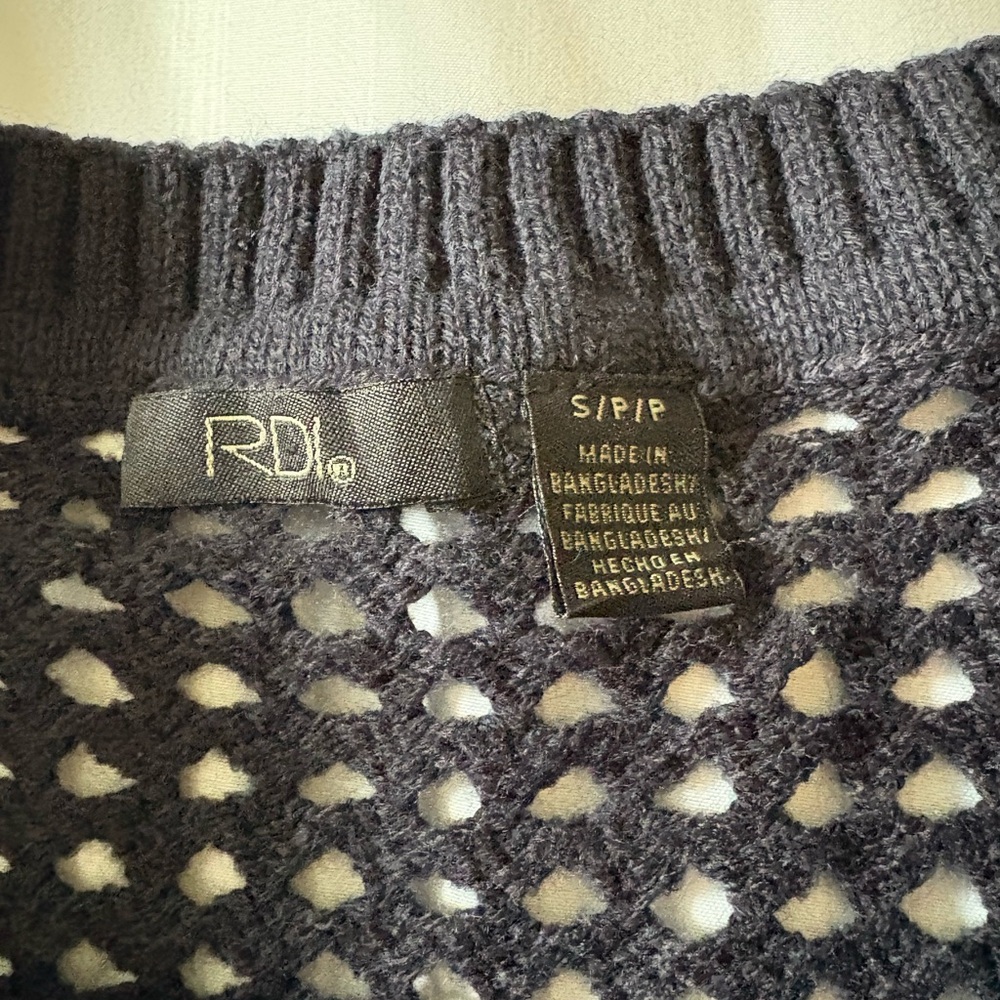 RDI®
S/P/P
MADE IN
BANGLADESH/
FABRIQUE AU
BANGLADESH/
HECHO EN
BANGLADESH